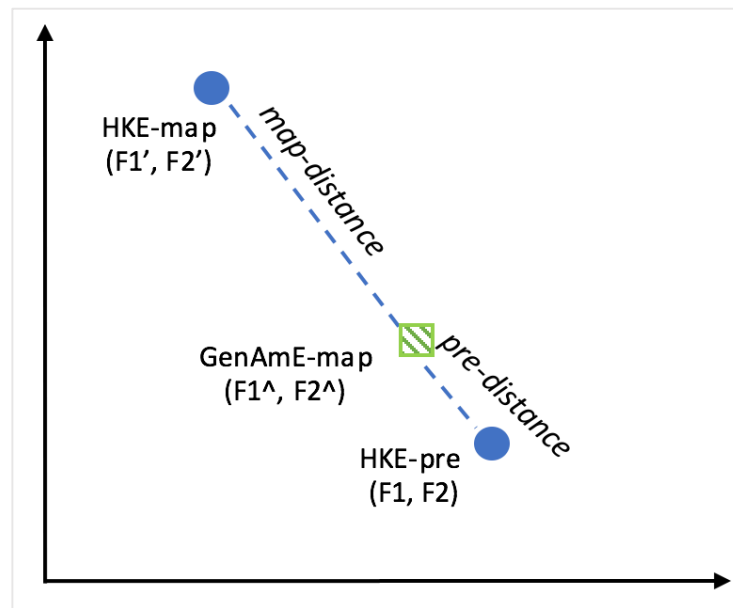 HKE-map
(F1’, F2’)
map-distance
GenAmE-map
(F1^, F2^)
pre-distance
HKE-pre
(F1, F2)